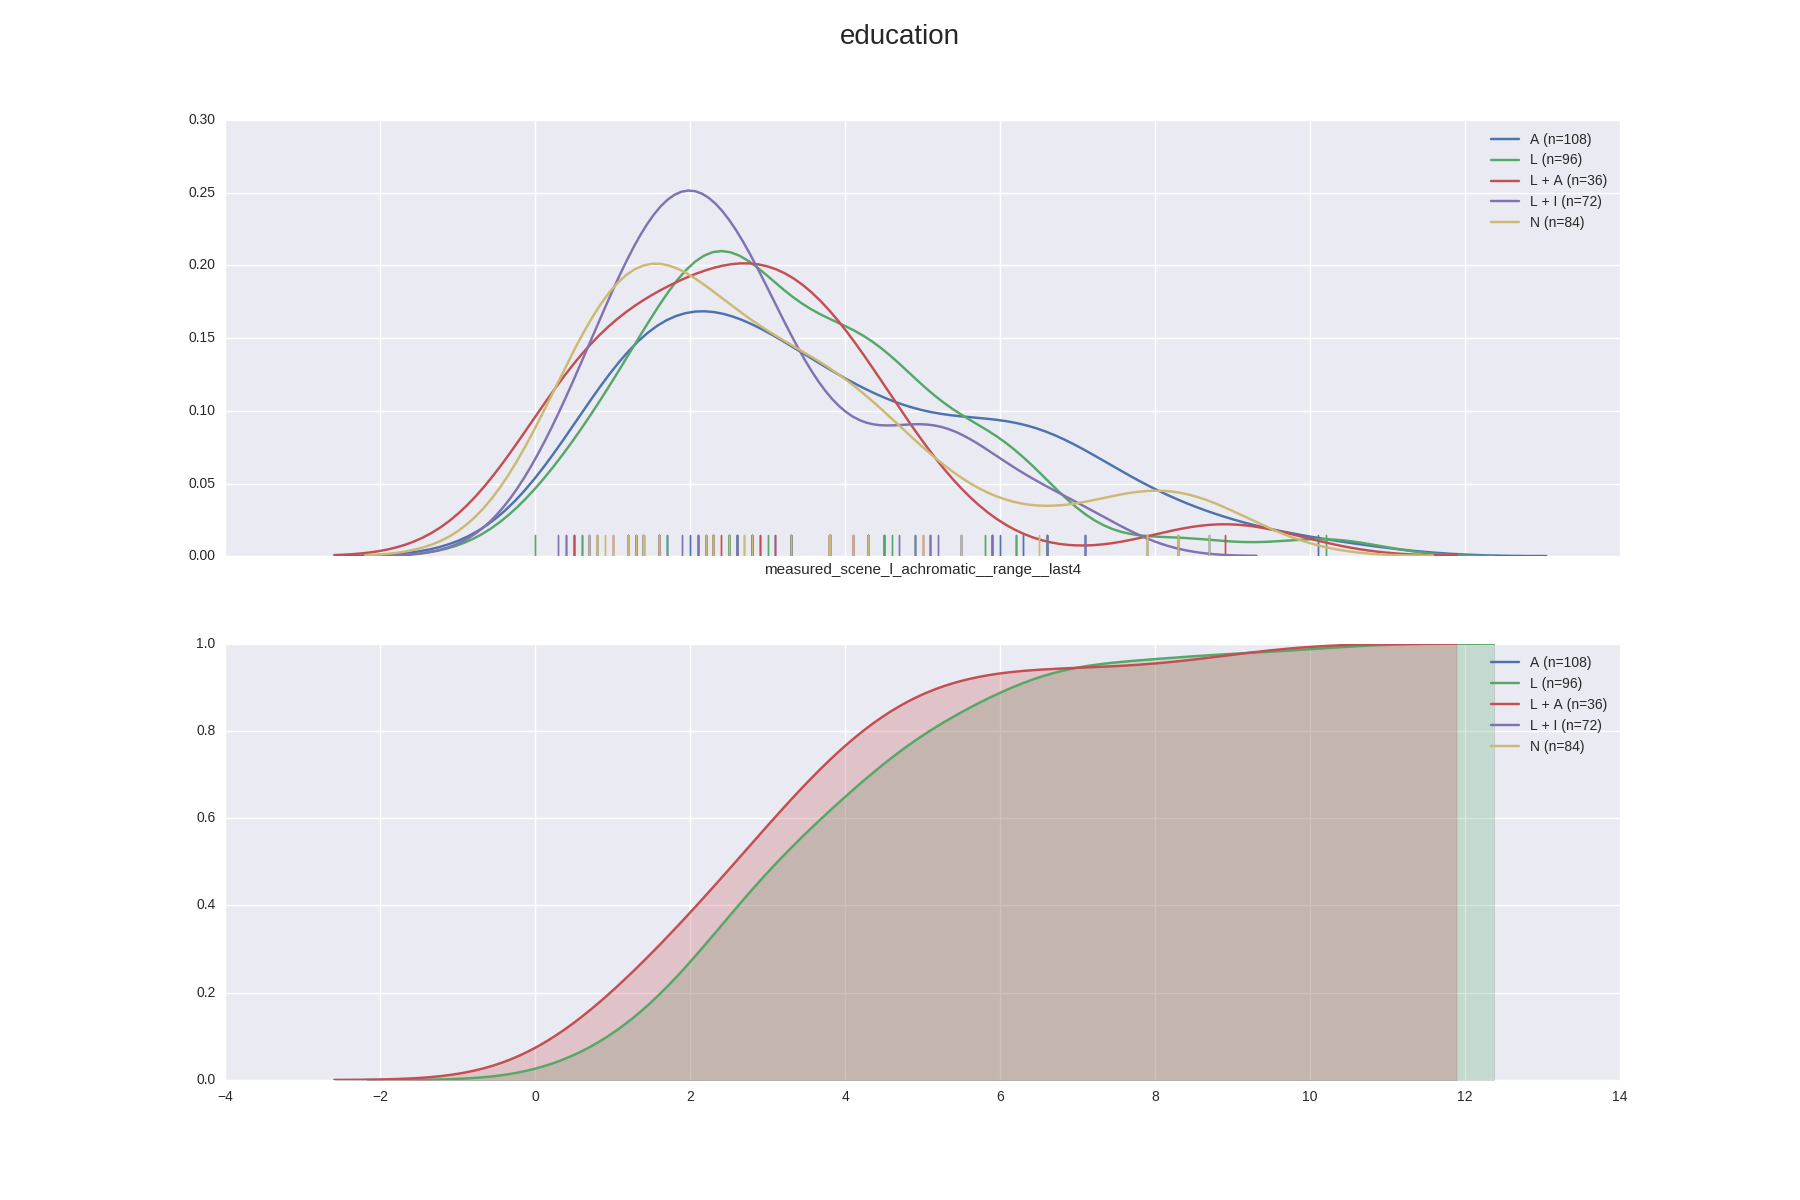 education
0.30
0.25
0.20
0.15
0.10
0.05
0.00
A (n=108)
L (n=96)
L + A (n=36)
L + I (n=72)
N (n=84)
measured_scene_l_achromatic__range__last4
1.0
0.8
0.6
0.4
0.2
0.0
A (n=108)
L (n=96)
L + A (n=36)
L + I (n=72)
N (n=84)
−4 −2 0 2 4 6 8 10 12 14